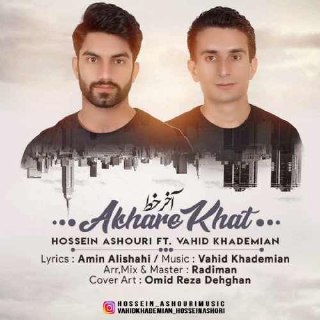 آخر خط
Akhare Khat
HOSSEIN ASHOURI FT. VAHID KHADEMIAN
Lyrics : Amin Alishahi / Music : Vahid Khademian
Arr,Mix & Master : Radiman
Cover Art : Omid Reza Dehghan
HOSSEIN_ASHOURIMUSIC
VAHIDKHADEMIAN_HOSSEINASHORI